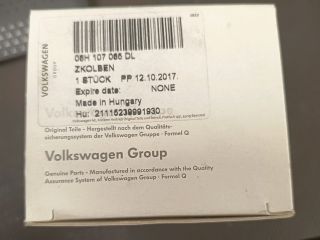 VOLKSWAGEN
GROUP
06H 107 065 DL
ZKOLBEN
1 STÜCK PP 12.10.2017.
Expire date: NONE
Made in Hungary
Hu: 21115239991930
Original Teile - Hergestellt nach dem Qualitäts-
sicherungssystem der Volkswagen Gruppe - Formel Q
Volkswagen Group
Genuine Parts - Manufactured in accordance with the Quality
Assurance System of Volkswagen Group - Formel Q